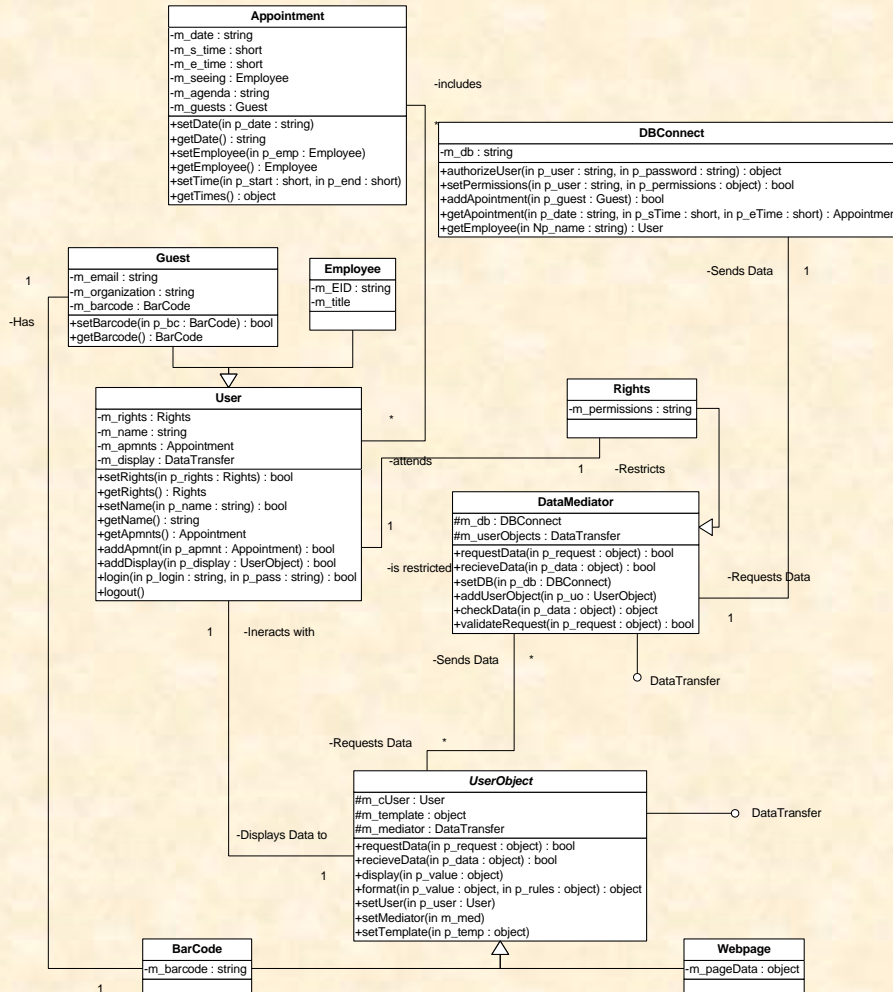 Appointment
-m_date : string
-m_s_time : short
-m_e_time : short
-m_seeing : Employee
-m_agenda : string
-m_guests : Guest
+setDate(in p_date : string)
+getDate() : string
+setEmployee(in p_emp : Employee)
+getEmployee() : Employee
+setTime(in p_start : short, in p_end : short)
+getTimes() : object
-includes
*
DBConnect
-m_db : string
+authorizeUser(in p_user : string, in p_password : string) : object
+setPermissions(in p_user : string, in p_permissions : object) : bool
+addApointment(in p_guest : Guest) : bool
+getApointment(in p_date : string, in p_sTime : short, in p_eTime : short) : Appointmen
+getEmployee(in Np_name : string) : User
-Sends Data
1
Guest
-m_email : string
-m_organization : string
-m_barcode : BarCode
+setBarcode(in p_bc : BarCode) : bool
+getBarcode() : BarCode
1
-Has
Employee
-m_EID : string
-m_title
User
-m_rights : Rights
-m_name : string
-m_apmnts : Appointment
-m_display : DataTransfer
+setRights(in p_rights : Rights) : bool
+getRights() : Rights
+setName(in p_name : string) : bool
+getName() : string
+getApmnts() : Appointment
+addApmnt(in p_apmnt : Appointment) : bool
+addDisplay(in p_display : UserObject) : bool
+login(in p_login : string, in p_pass : string) : bool
+logout()
*
-attends
1
-is restricted
Rights
-m_permissions : string
1
-Restricts
DataMediator
#m_db : DBConnect
#m_userObjects : DataTransfer
+requestData(in p_request : object) : bool
+recieveData(in p_data : object) : bool
+setDB(in p_db : DBConnect)
+addUserObject(in p_uo : UserObject)
+checkData(in p_data : object) : object
+validateRequest(in p_request : object) : bool
-Requests Data
1
1
-Ineracts with
-Sends Data
*
DataTransfer
-Requests Data
*
UserObject
#m_cUser : User
#m_template : object
#m_mediator : DataTransfer
+requestData(in p_request : object) : bool
+recieveData(in p_data : object) : bool
+display(in p_value : object)
+format(in p_value : object, in p_rules : object) : object
+setUser(in p_user : User)
+setMediator(in m_med)
+setTemplate(in p_temp : object)
DataTransfer
-Displays Data to
1
BarCode
-m_barcode : string
1
Webpage
-m_pageData : object